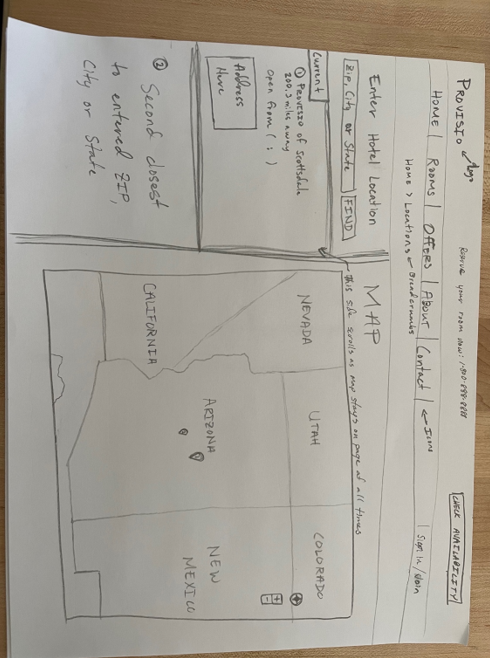 PROVISIO ← logo
Reserve your room now: 1-800-888-8888
CHECK AVAILABILITY
HOME | ROOMS | OFFERS | ABOUT | Contact | ← Icons
| Sign in / Join
HOME > Locations ← Breadcrumbs
Enter Hotel Location
Zip, City or State
FIND
Current
① PROVISIO of Scottsdale
200.3 miles away
open from ( : )
Address
Here
② Second closest
to entered ZIP,
City or State
MAP
this side scrolls as map stays on page at all times
NEVADA
UTAH
COLORADO
CALIFORNIA
ARIZONA
NEW
MEXICO
+
-